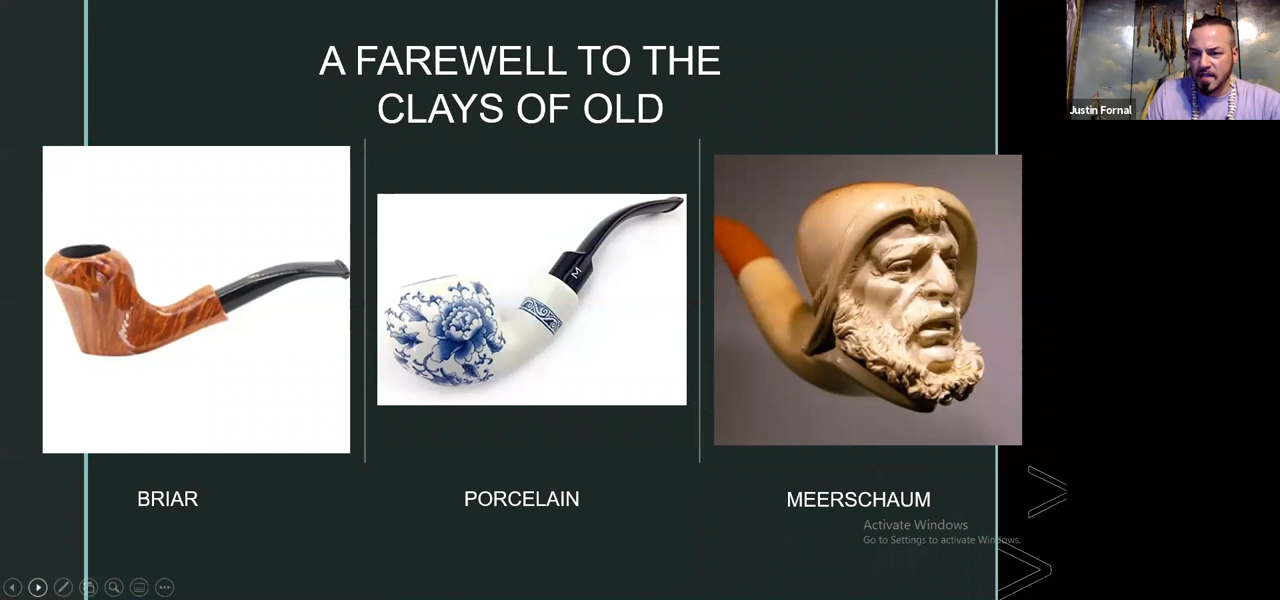 A FAREWELL TO THE
CLAYS OF OLD
Justin Fornal
M
BRIAR
PORCELAIN
MEERSCHAUM
Activate Windows
Go to Settings to activate Windows.